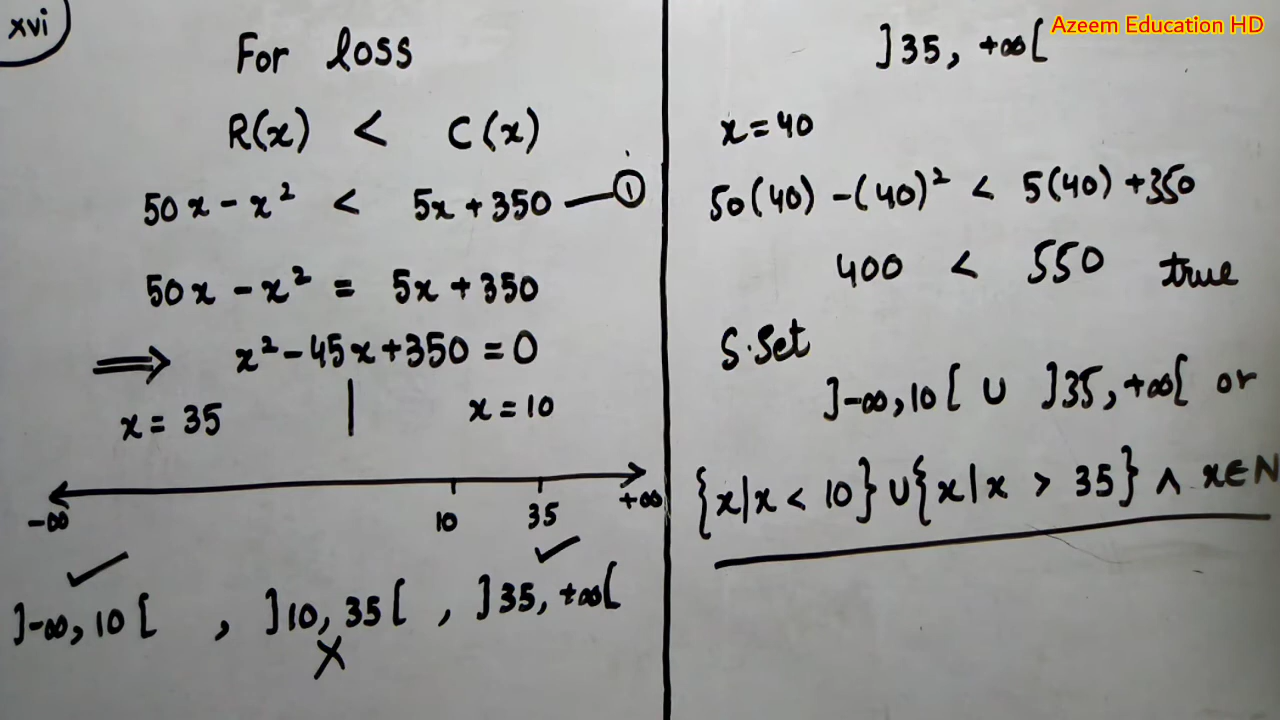 xvi
For loss
R(x) < C(x)
50x - x² < 5x + 350 — ①
50x - x² = 5x + 350
⟹ x² - 45x + 350 = 0
x = 35 | x = 10
-∞ 10 35 +∞
✓ ✓
]-∞, 10[ , ]10, 35[ , ]35, +∞[
X
Azeem Education HD
]35, +∞[
x = 40
50(40) - (40)² < 5(40) + 350
400 < 550 true
S.Set
]-∞, 10[ ∪ ]35, +∞[ or
{x|x < 10} ∪ {x|x > 35} ∧ x∈N